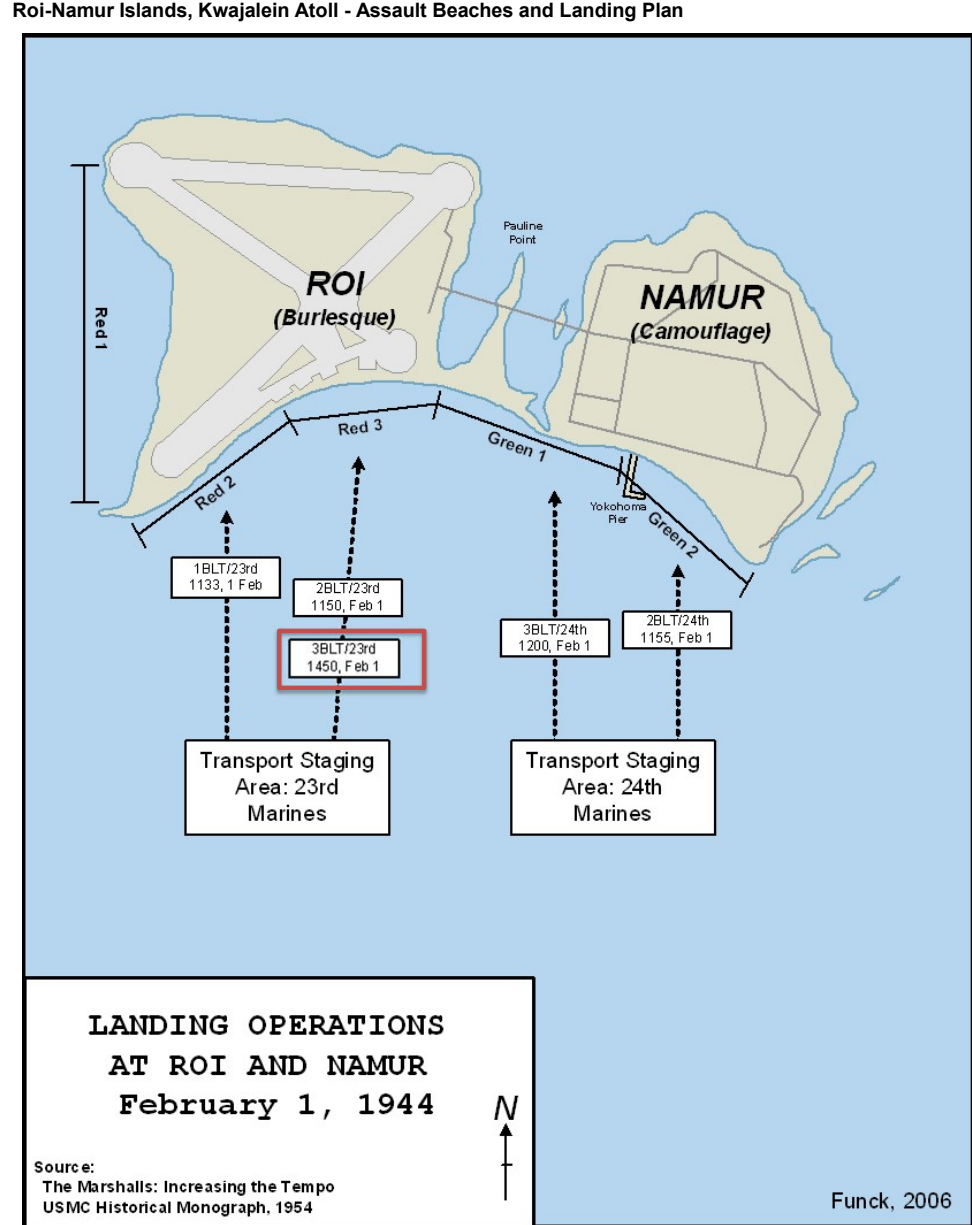 Roi-Namur Islands, Kwajalein Atoll - Assault Beaches and Landing Plan
Pauline
Point
ROI
(Burlesque)
NAMUR
(Camouflage)
Red 1
Red 2
Red 3
Green 1
Yokohoma
Pier
Green 2
1BLT/23rd
1133, 1 Feb
2BLT/23rd
1150, Feb 1
3BLT/23rd
1450, Feb 1
3BLT/24th
1200, Feb 1
2BLT/24th
1155, Feb 1
Transport Staging
Area: 23rd
Marines
Transport Staging
Area: 24th
Marines
LANDING OPERATIONS
AT ROI AND NAMUR
February 1, 1944
N
Source:
The Marshalls: Increasing the Tempo
USMC Historical Monograph, 1954
Funck, 2006